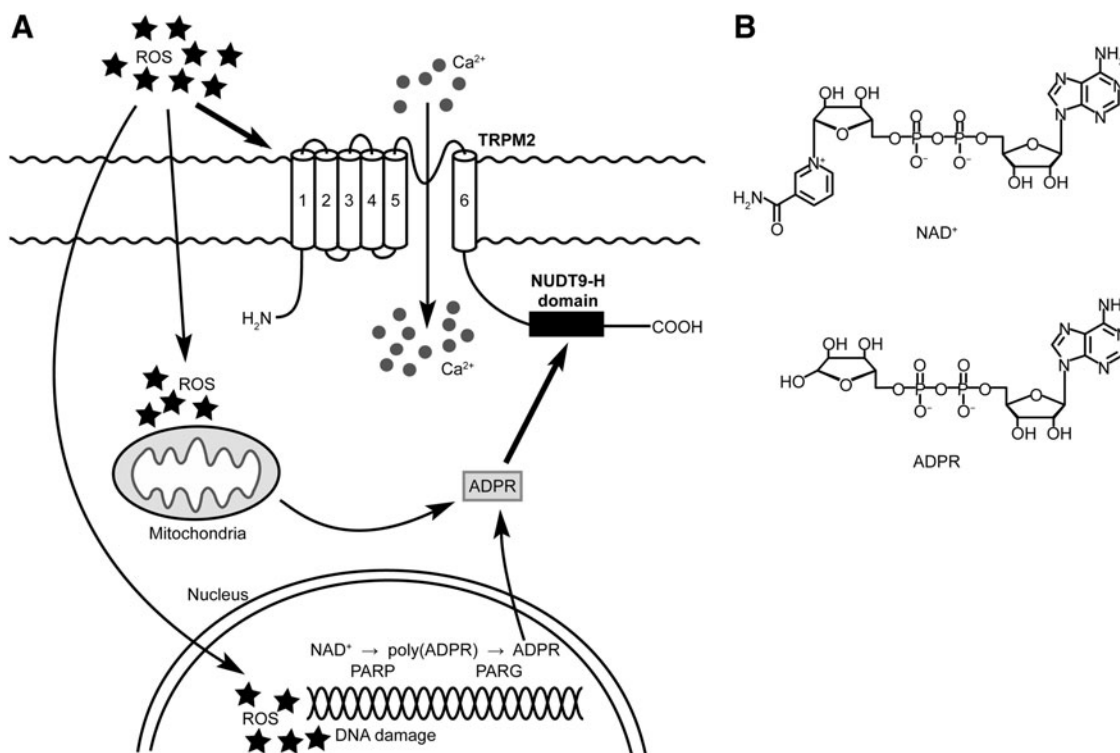 A
ROS
Ca²⁺
TRPM2
1 2 3 4 5 6
NUDT9-H
domain
H₂N
COOH
Ca²⁺
ROS
ADPR
Mitochondria
Nucleus
NAD⁺ → poly(ADPR) → ADPR
PARP PARG
ROS
DNA damage
B
NH₂
OH OH
N N
N N
O O O
O P O P O O
O⁻ O⁻
N⁺
H₂N
OH OH
O
NAD⁺
NH₂
OH OH
N N
N N
HO O O O
O P O P O O
O⁻ O⁻
OH OH
ADPR